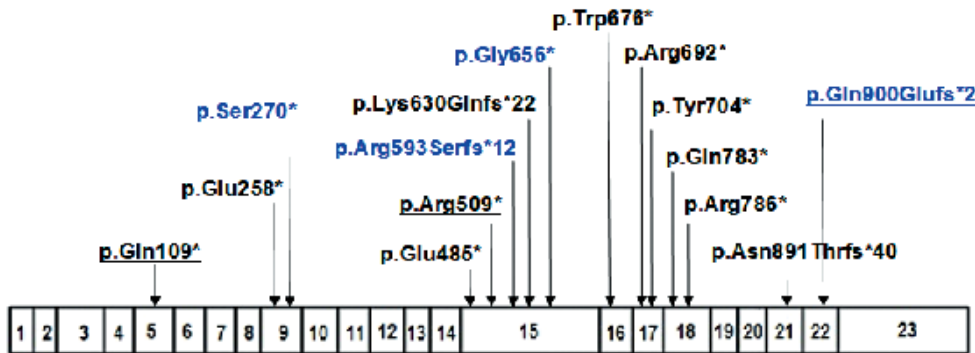 p.Trp676*
p.Gly656*
p.Arg692*
p.Lys630Glnfs*22
p.Gln900Glufs*2
p.Ser270*
p.Tyr704*
p.Arg593Serfs*12
p.Gln783*
p.Glu258*
p.Arg509*
p.Arg786*
p.Gln109*
p.Glu485*
p.Asn891Thrfs*40
1 2 3 4 5 6 7 8 9 10 11 12 13 14 15 16 17 18 19 20 21 22 23